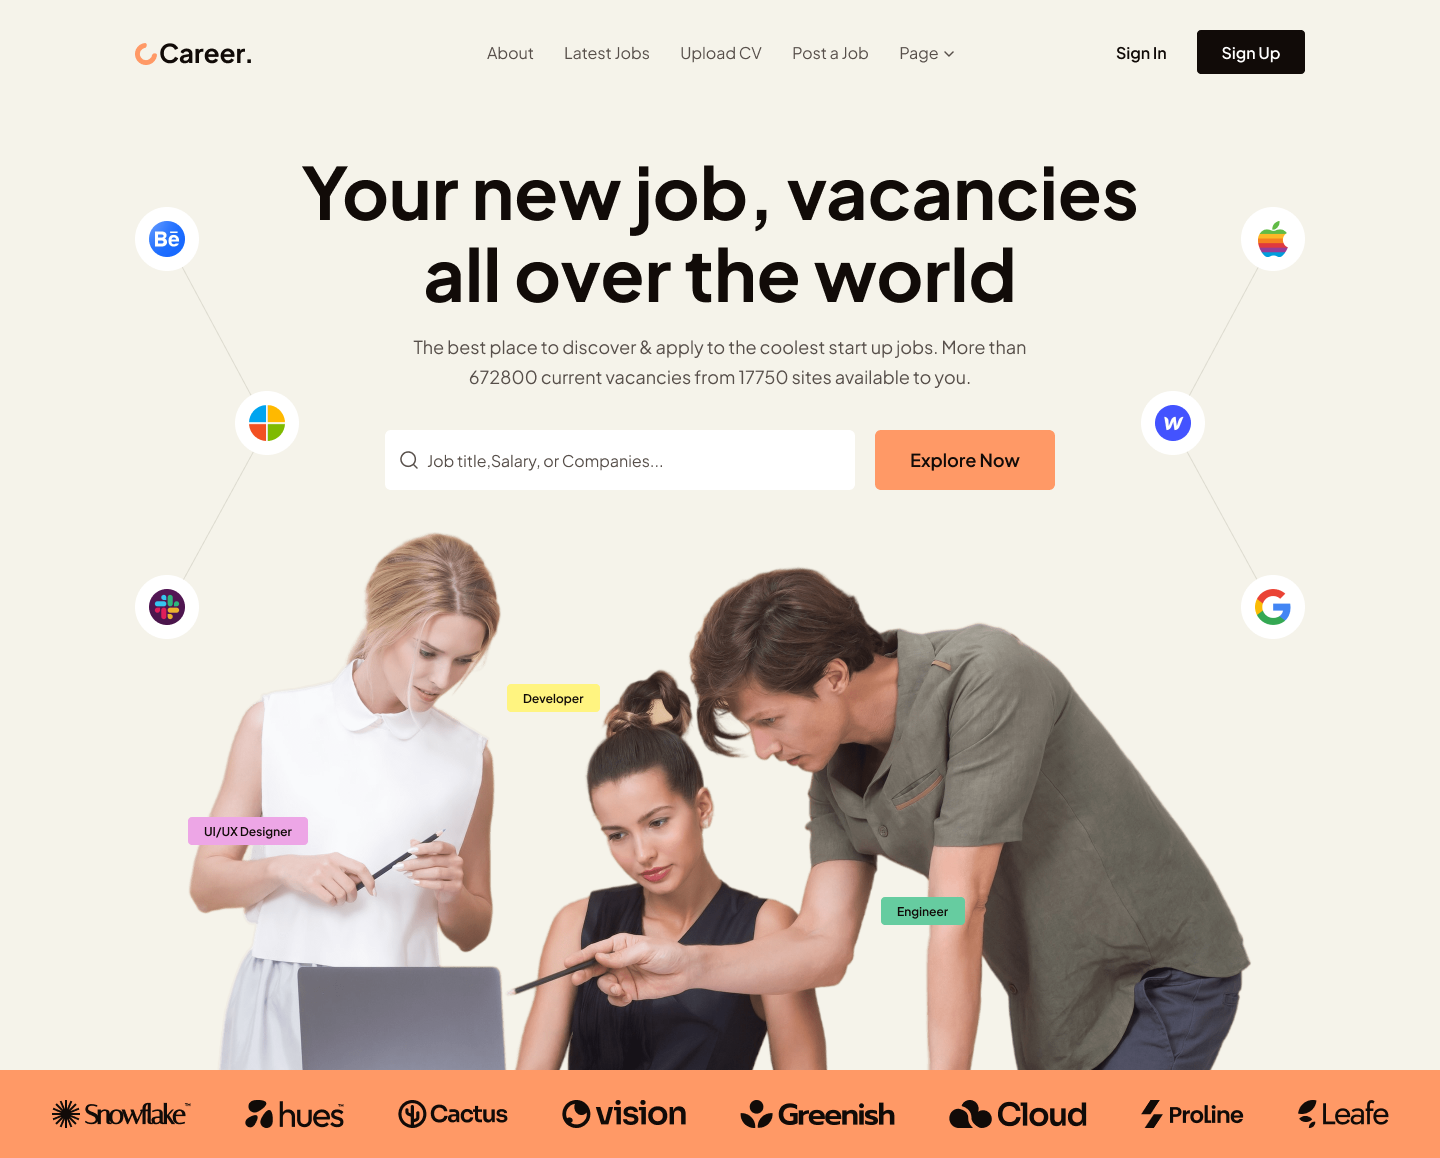 Career.
About
Latest Jobs
Upload CV
Post a Job
Page
Sign In
Sign Up
Your new job, vacancies
all over the world
The best place to discover & apply to the coolest start up jobs. More than
672800 current vacancies from 17750 sites available to you.
Job title,Salary, or Companies...
Explore Now
Bē
W
G
Developer
UI/UX Designer
Engineer
Snowflake™
hues™
Cactus
vision
Greenish
Cloud
ProLine
Leafe